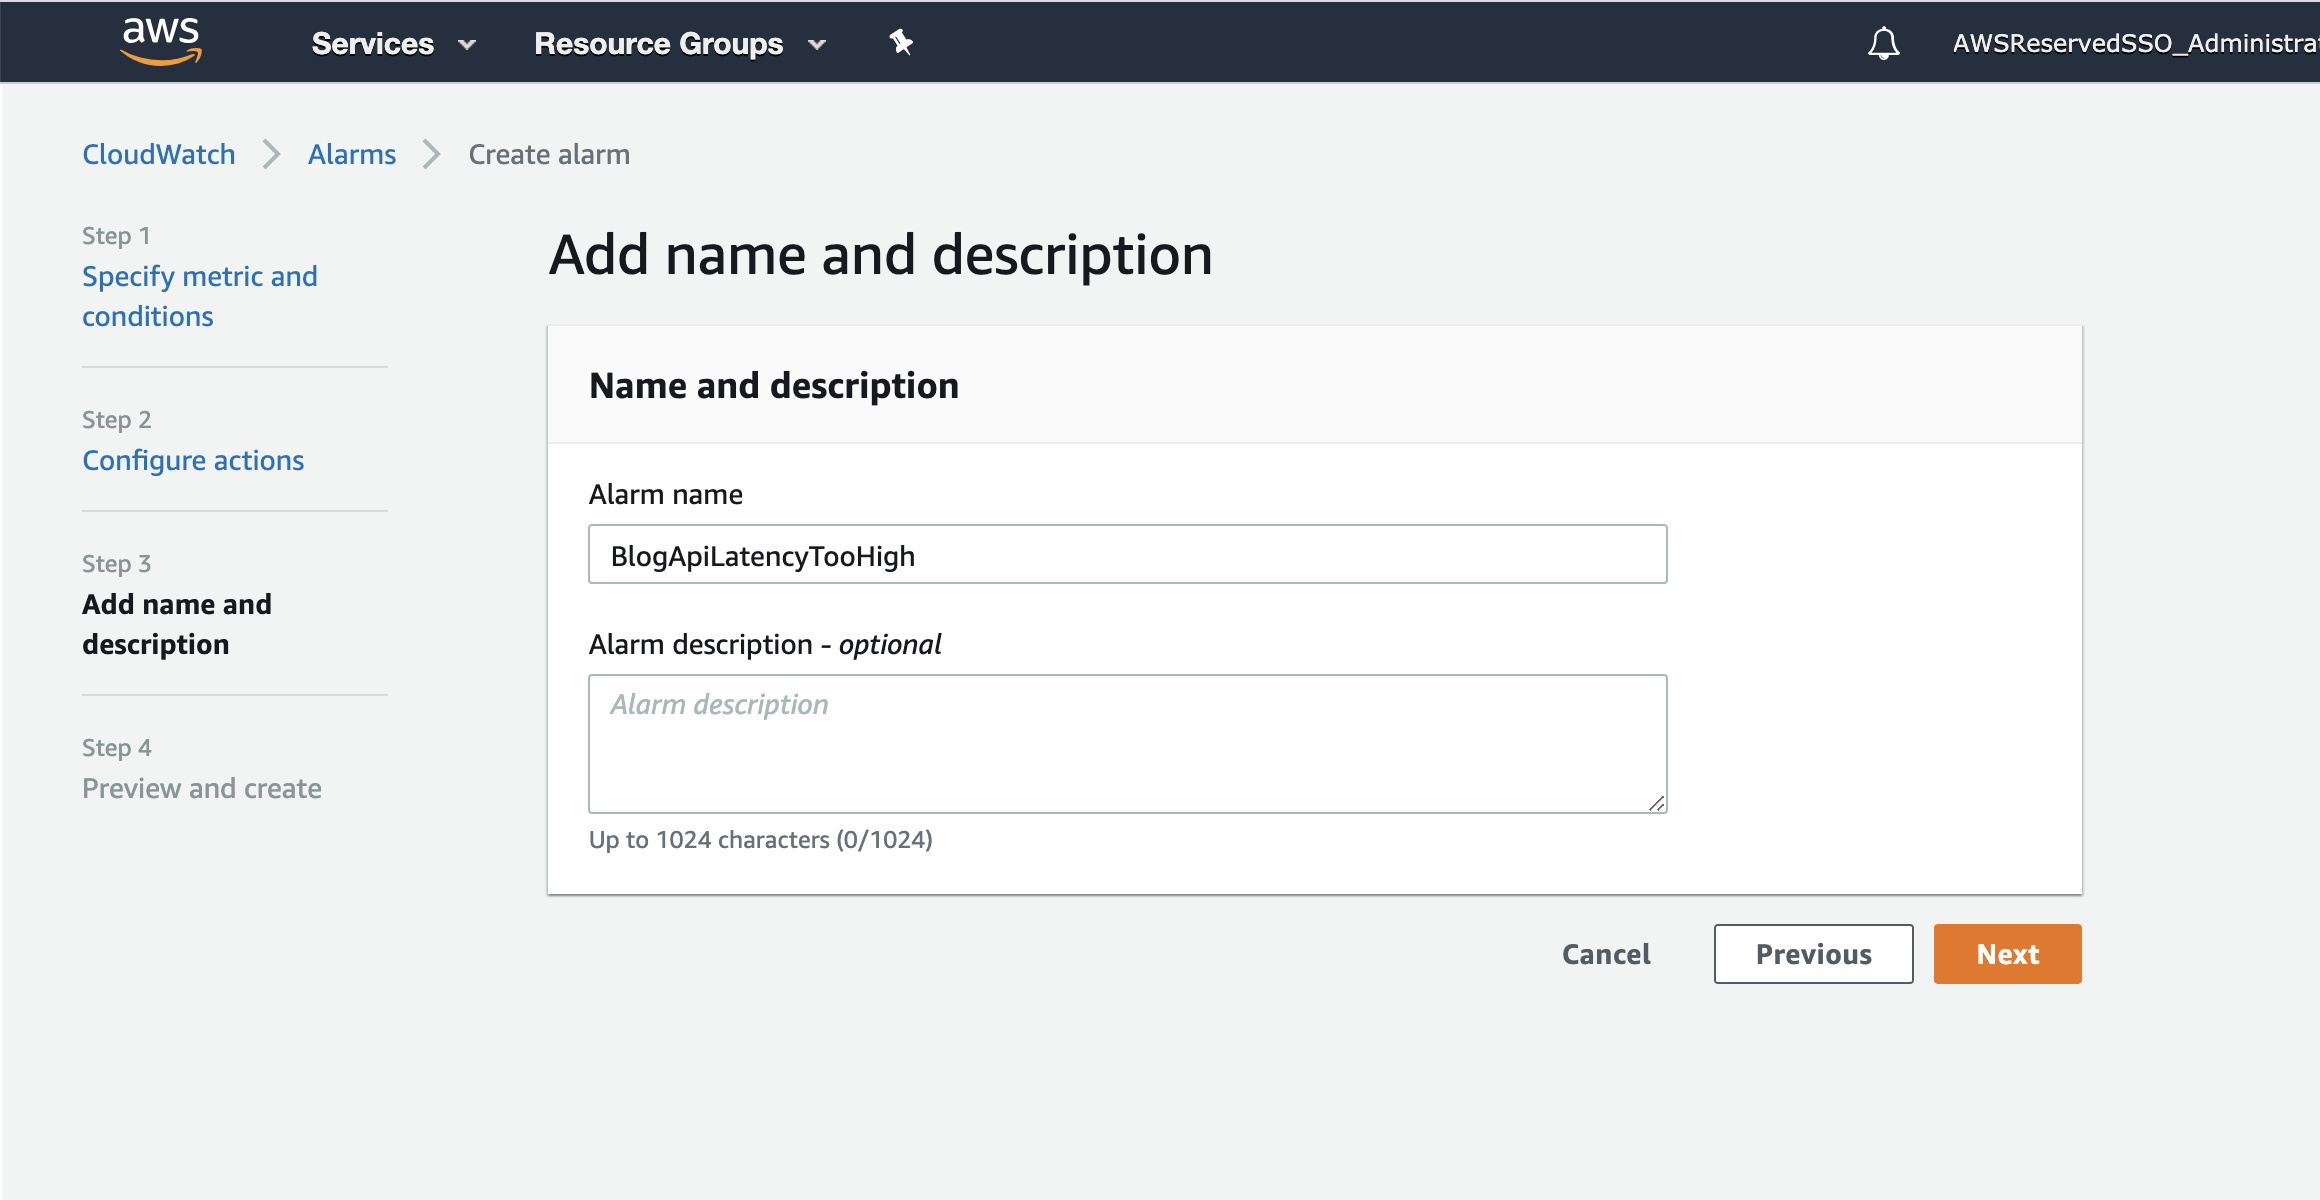 aws Services Resource Groups AWSReservedSSO_Administra
CloudWatch Alarms Create alarm
Step 1
Specify metric and
conditions
Step 2
Configure actions
Step 3
Add name and
description
Step 4
Preview and create
Add name and description
Name and description
Alarm name
BlogApiLatencyTooHigh
Alarm description - optional
Alarm description
Up to 1024 characters (0/1024)
Cancel Previous Next